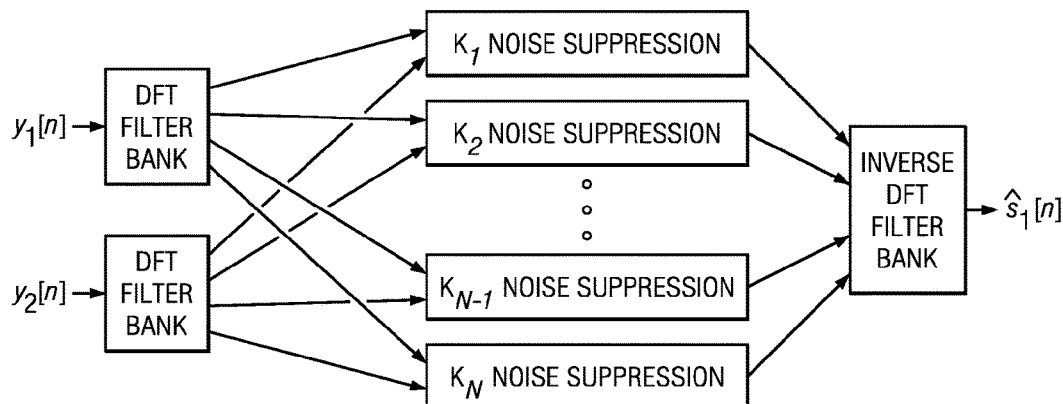 K1 NOISE SUPPRESSION
y1[n]
DFT
FILTER
BANK
K2 NOISE SUPPRESSION
INVERSE
DFT
FILTER
BANK
ŝ1[n]
y2[n]
DFT
FILTER
BANK
KN-1 NOISE SUPPRESSION
KN NOISE SUPPRESSION